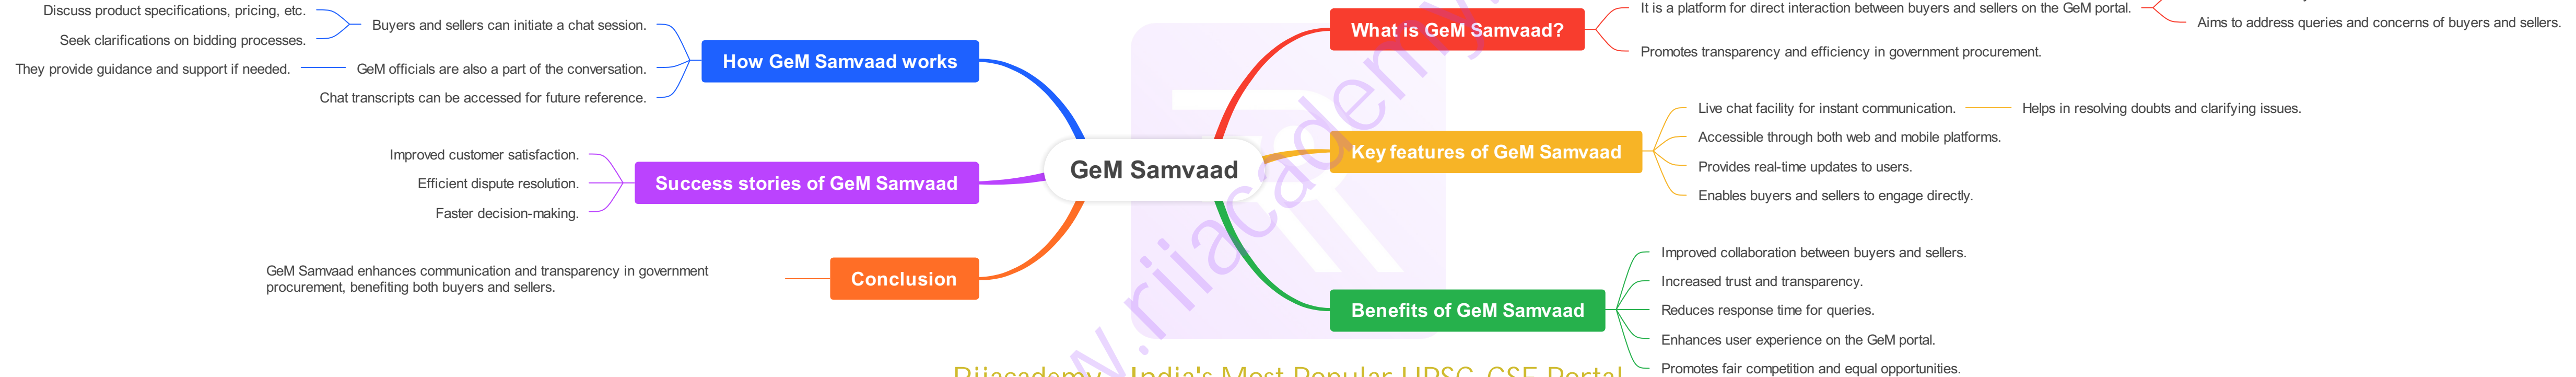 GeM Samvaad
What is GeM Samvaad?
It is a platform for direct interaction between buyers and sellers on the GeM portal.
Aims to address queries and concerns of buyers and sellers.
Promotes transparency and efficiency in government procurement.
Key features of GeM Samvaad
Live chat facility for instant communication.
Helps in resolving doubts and clarifying issues.
Accessible through both web and mobile platforms.
Provides real-time updates to users.
Enables buyers and sellers to engage directly.
Benefits of GeM Samvaad
Improved collaboration between buyers and sellers.
Increased trust and transparency.
Reduces response time for queries.
Enhances user experience on the GeM portal.
Promotes fair competition and equal opportunities.
How GeM Samvaad works
Buyers and sellers can initiate a chat session.
Discuss product specifications, pricing, etc.
Seek clarifications on bidding processes.
GeM officials are also a part of the conversation.
They provide guidance and support if needed.
Chat transcripts can be accessed for future reference.
Success stories of GeM Samvaad
Improved customer satisfaction.
Efficient dispute resolution.
Faster decision-making.
Conclusion
GeM Samvaad enhances communication and transparency in government
procurement, benefiting both buyers and sellers.
w.rijacademy.
Rijacademy - India's Most Popular UPSC-CSE Portal